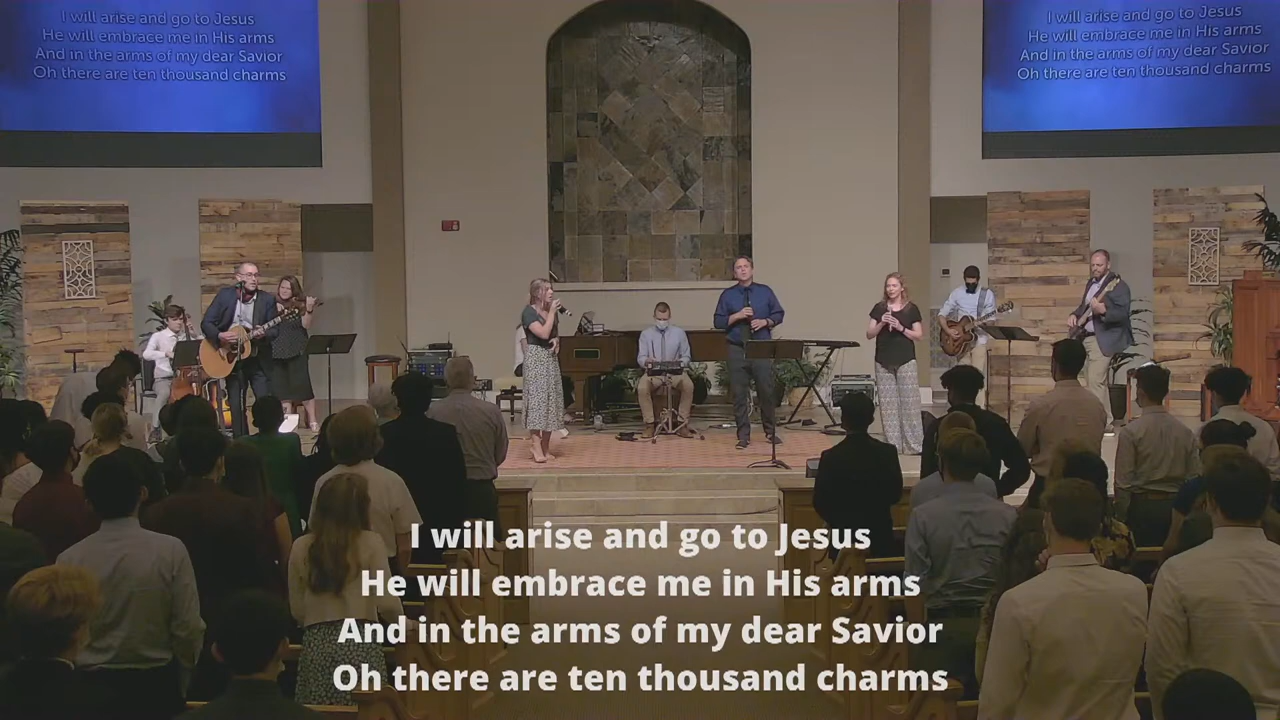 I will arise and go to Jesus
He will embrace me in His arms
And in the arms of my dear Savior
Oh there are ten thousand charms
I will arise and go to Jesus
He will embrace me in His arms
And in the arms of my dear Savior
Oh there are ten thousand charms
I will arise and go to Jesus
He will embrace me in His arms
And in the arms of my dear Savior
Oh there are ten thousand charms